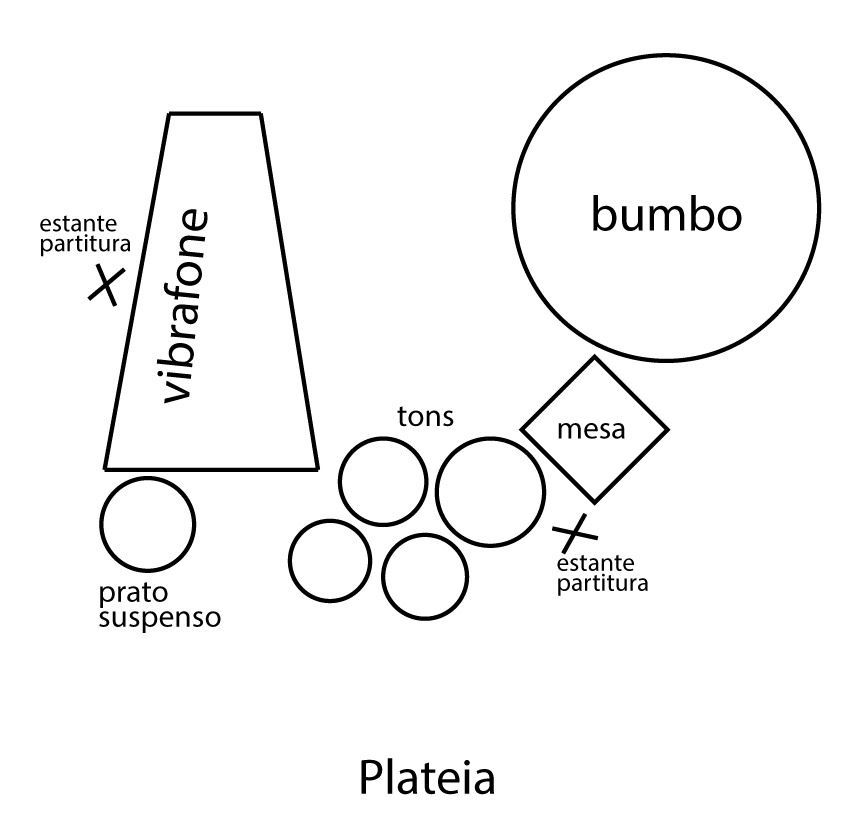 bumbo
estante
partitura
vibrafone
tons
mesa
estante
partitura
prato
suspenso
Plateia